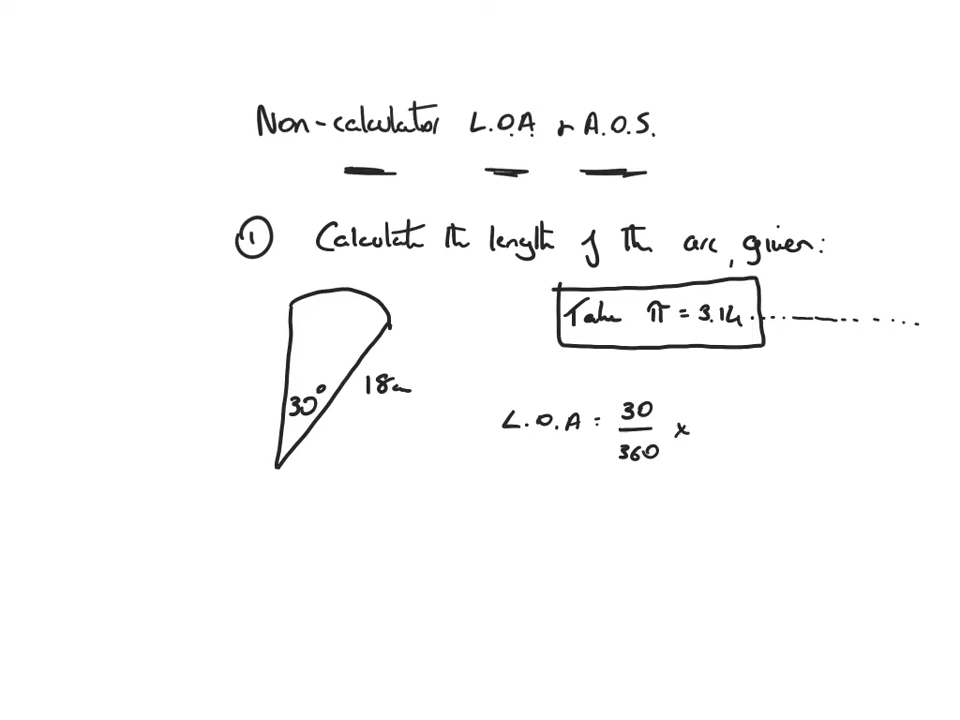 Non-calculator L.O.A & A.O.S.
① Calculate the length of the arc, given:
Take π = 3.14
30°
18cm
L.O.A = 30/360 ×